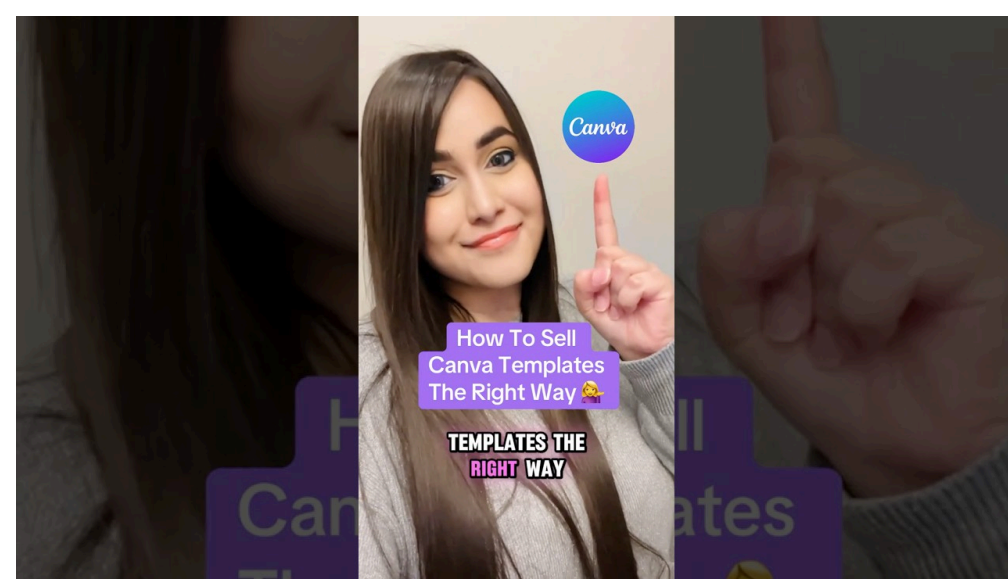 Canva
How To Sell
Canva Templates
The Right Way 💁‍♀️
TEMPLATES THE
RIGHT WAY